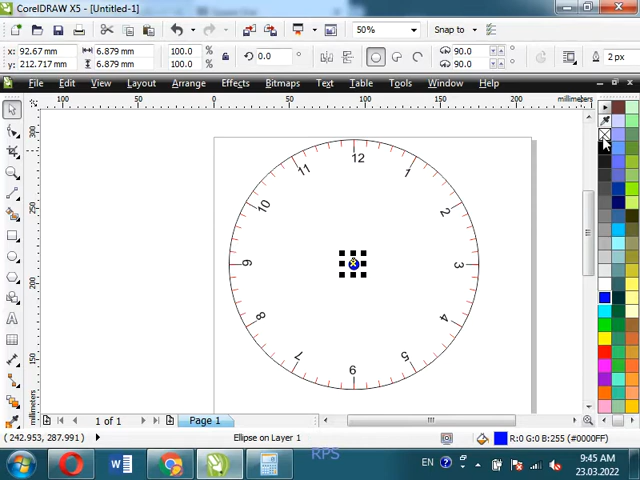 CorelDRAW X5 - [Untitled-1]
50%
Snap to
x: 92.67 mm
y: 212.717 mm
6.879 mm
6.879 mm
100.0
100.0
%
%
0.0
90.0
90.0
2 px
File Edit View Layout Arrange Effects Bitmaps Text Table Tools Window Help
100 50 0 50 100 150 200 millimeters
300
250
200
150
12
11 1
10 2
9 3
8 4
7 5
6
1 of 1 Page 1
(242.953, 287.991) Ellipse on Layer 1 R:0 G:0 B:255 (#0000FF)
RPS
EN
9:45 AM
23.03.2022